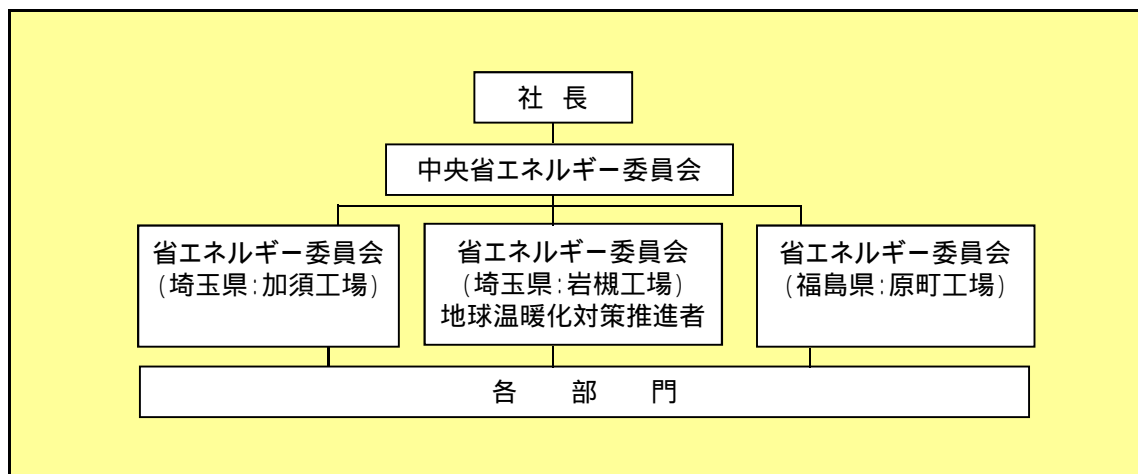 社 長
中央省エネルギー委員会
省エネルギー委員会
(埼玉県:加須工場)
省エネルギー委員会
(埼玉県:岩槻工場)
地球温暖化対策推進者
省エネルギー委員会
(福島県:原町工場)
各 部 門